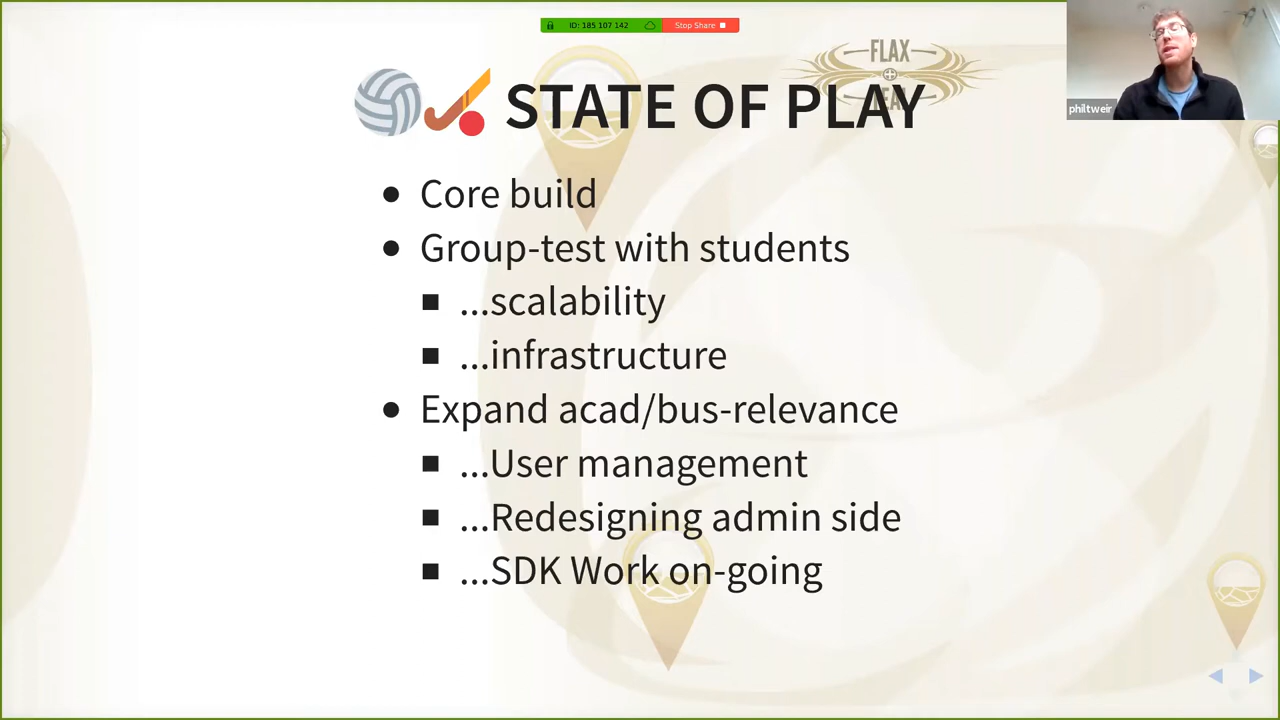 ID: 185 107 142
Stop Share
FLAX
philtweir
STATE OF PLAY
Core build
Group-test with students
...scalability
...infrastructure
Expand acad/bus-relevance
...User management
...Redesigning admin side
...SDK Work on-going